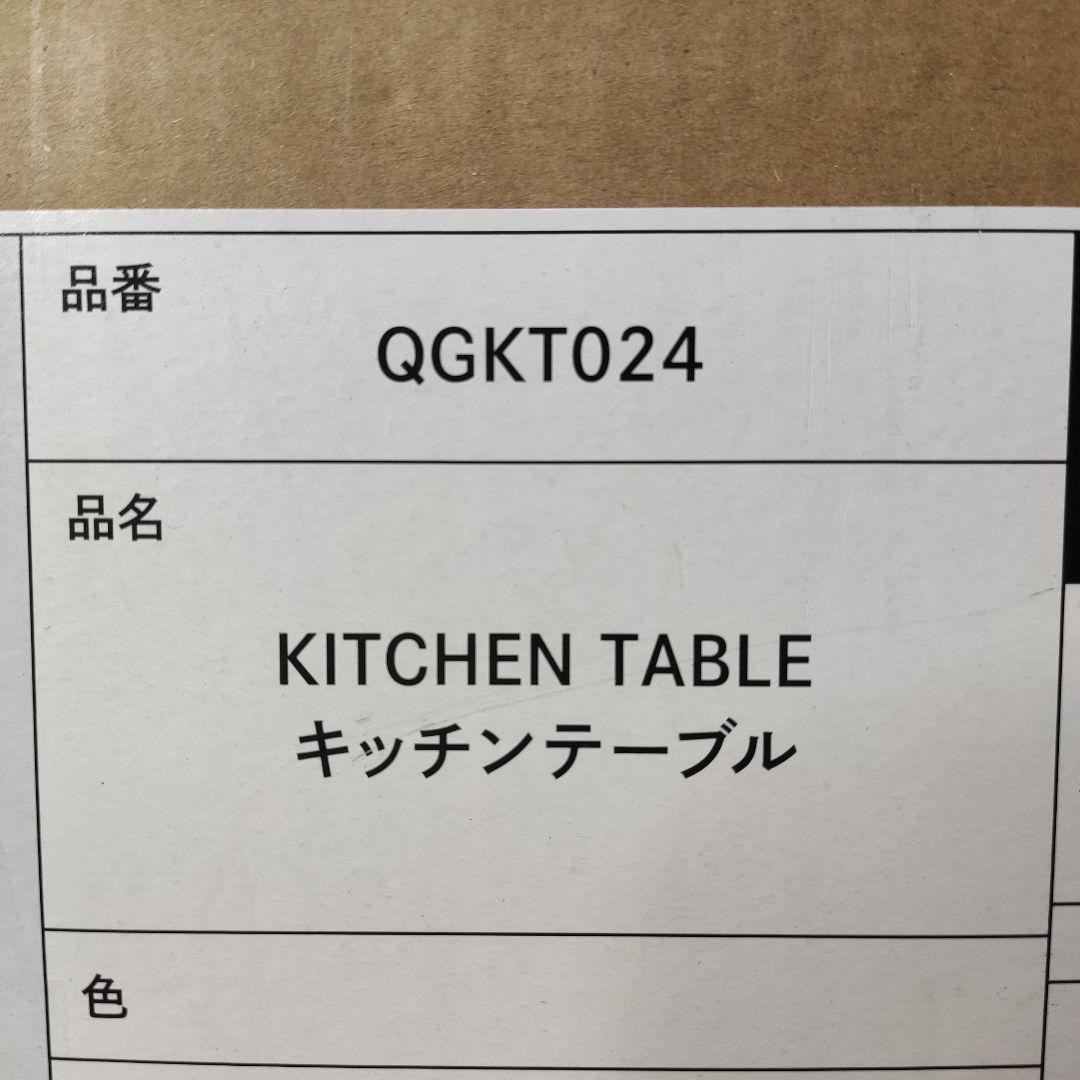 品番
QGKT024
品名
KITCHEN TABLE
キッチンテーブル
色